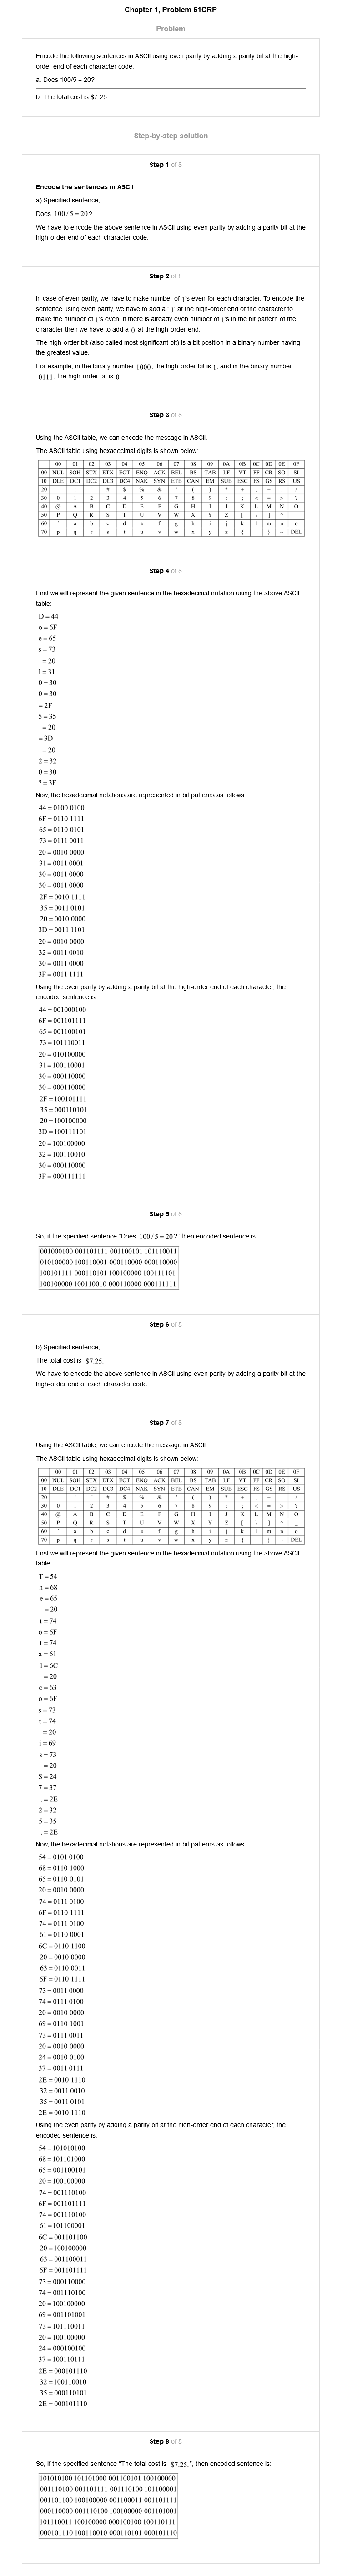 Chapter 1, Problem 51CRP
Problem
Encode the following sentences in ASCII using even parity by adding a parity bit at the high-
order end of each character code:
a. Does 100/5 = 20?
b. The total cost is $7.25.
Step-by-step solution
Step 1 of 8
Encode the sentences in ASCII
a) Specified sentence,
Does 100 / 5 = 20 ?
We have to encode the above sentence in ASCII using even parity by adding a parity bit at the
high-order end of each character code.
Step 2 of 8
In case of even parity, we have to make number of 1's even for each character. To encode the
sentence using even parity, we have to add a ' 1' at the high-order end of the character to
make the number of 1's even. If there is already even number of 1's in the bit pattern of the
character then we have to add a 0 at the high-order end.
The high-order bit (also called most significant bit) is a bit position in a binary number having
the greatest value.
For example, in the binary number 1000, the high-order bit is 1, and in the binary number
0111, the high-order bit is 0.
Step 3 of 8
Using the ASCII table, we can encode the message in ASCII.
The ASCII table using hexadecimal digits is shown below:
00 01 02 03 04 05 06 07 08 09 0A 0B 0C 0D 0E 0F
00 NUL SOH STX ETX EOT ENQ ACK BEL BS TAB LF VT FF CR SO SI
10 DLE DC1 DC2 DC3 DC4 NAK SYN ETB CAN EM SUB ESC FS GS RS US
20 ! " # $ % & ' ( ) * + , - . /
30 0 1 2 3 4 5 6 7 8 9 : ; < = > ?
40 @ A B C D E F G H I J K L M N O
50 P Q R S T U V W X Y Z [ \ ] ^ _
60 ` a b c d e f g h i j k l m n o
70 p q r s t u v w x y z { | } ~ DEL
Step 4 of 8
First we will represent the given sentence in the hexadecimal notation using the above ASCII
table:
D = 44
o = 6F
e = 65
s = 73
= 20
1 = 31
0 = 30
0 = 30
= 2F
5 = 35
= 20
= 3D
= 20
2 = 32
0 = 30
? = 3F
Now, the hexadecimal notations are represented in bit patterns as follows:
44 = 0100 0100
6F = 0110 1111
65 = 0110 0101
73 = 0111 0011
20 = 0010 0000
31 = 0011 0001
30 = 0011 0000
30 = 0011 0000
2F = 0010 1111
35 = 0011 0101
20 = 0010 0000
3D = 0011 1101
20 = 0010 0000
32 = 0011 0010
30 = 0011 0000
3F = 0011 1111
Using the even parity by adding a parity bit at the high-order end of each character, the
encoded sentence is:
44 = 001000100
6F = 001101111
65 = 001100101
73 = 101110011
20 = 010100000
31 = 100110001
30 = 000110000
30 = 000110000
2F = 100101111
35 = 000110101
20 = 100100000
3D = 100111101
20 = 100100000
32 = 100110010
30 = 000110000
3F = 000111111
Step 5 of 8
So, if the specified sentence "Does 100 / 5 = 20 ?" then encoded sentence is:
001000100 001101111 001100101 101110011
010100000 100110001 000110000 000110000
100101111 000110101 100100000 100111101
100100000 100110010 000110000 000111111
Step 6 of 8
b) Specified sentence,
The total cost is $7.25.
We have to encode the above sentence in ASCII using even parity by adding a parity bit at the
high-order end of each character code.
Step 7 of 8
Using the ASCII table, we can encode the message in ASCII.
The ASCII table using hexadecimal digits is shown below:
00 01 02 03 04 05 06 07 08 09 0A 0B 0C 0D 0E 0F
00 NUL SOH STX ETX EOT ENQ ACK BEL BS TAB LF VT FF CR SO SI
10 DLE DC1 DC2 DC3 DC4 NAK SYN ETB CAN EM SUB ESC FS GS RS US
20 ! " # $ % & ' ( ) * + , - . /
30 0 1 2 3 4 5 6 7 8 9 : ; < = > ?
40 @ A B C D E F G H I J K L M N O
50 P Q R S T U V W X Y Z [ \ ] ^ _
60 ` a b c d e f g h i j k l m n o
70 p q r s t u v w x y z { | } ~ DEL
First we will represent the given sentence in the hexadecimal notation using the above ASCII
table:
T = 54
h = 68
e = 65
= 20
t = 74
o = 6F
t = 74
a = 61
l = 6C
= 20
c = 63
o = 6F
s = 73
t = 74
= 20
i = 69
s = 73
= 20
$ = 24
7 = 37
. = 2E
2 = 32
5 = 35
. = 2E
Now, the hexadecimal notations are represented in bit patterns as follows:
54 = 0101 0100
68 = 0110 1000
65 = 0110 0101
20 = 0010 0000
74 = 0111 0100
6F = 0110 1111
74 = 0111 0100
61 = 0110 0001
6C = 0110 1100
20 = 0010 0000
63 = 0110 0011
6F = 0110 1111
73 = 0011 0000
74 = 0111 0100
20 = 0010 0000
69 = 0110 1001
73 = 0111 0011
20 = 0010 0000
24 = 0010 0100
37 = 0011 0111
2E = 0010 1110
32 = 0011 0010
35 = 0011 0101
2E = 0010 1110
Using the even parity by adding a parity bit at the high-order end of each character, the
encoded sentence is:
54 = 101010100
68 = 101101000
65 = 001100101
20 = 100100000
74 = 001110100
6F = 001101111
74 = 001110100
61 = 101100001
6C = 001101100
20 = 100100000
63 = 001100011
6F = 001101111
73 = 000110000
74 = 001110100
20 = 100100000
69 = 001101001
73 = 101110011
20 = 100100000
24 = 000100100
37 = 100110111
2E = 000101110
32 = 100110010
35 = 000110101
2E = 000101110
Step 8 of 8
So, if the specified sentence "The total cost is $7.25.", then encoded sentence is:
101010100 101101000 001100101 100100000
001110100 001101111 001110100 101100001
001101100 100100000 001100011 001101111
000110000 001110100 100100000 001101001
101110011 100100000 000100100 100110111
000101110 100110010 000110101 000101110